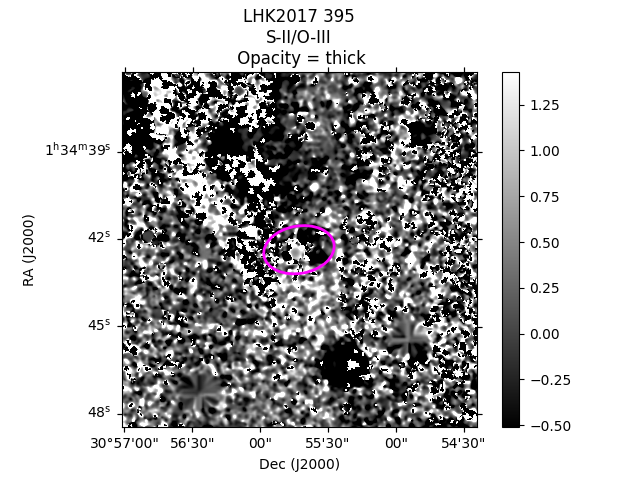 LHK2017 395
S-II/O-III
Opacity = thick
RA (J2000)
1h34m39s
42s
45s
48s
30°57'00" 56'30" 00" 55'30" 00" 54'30"
Dec (J2000)
1.25
1.00
0.75
0.50
0.25
0.00
−0.25
−0.50